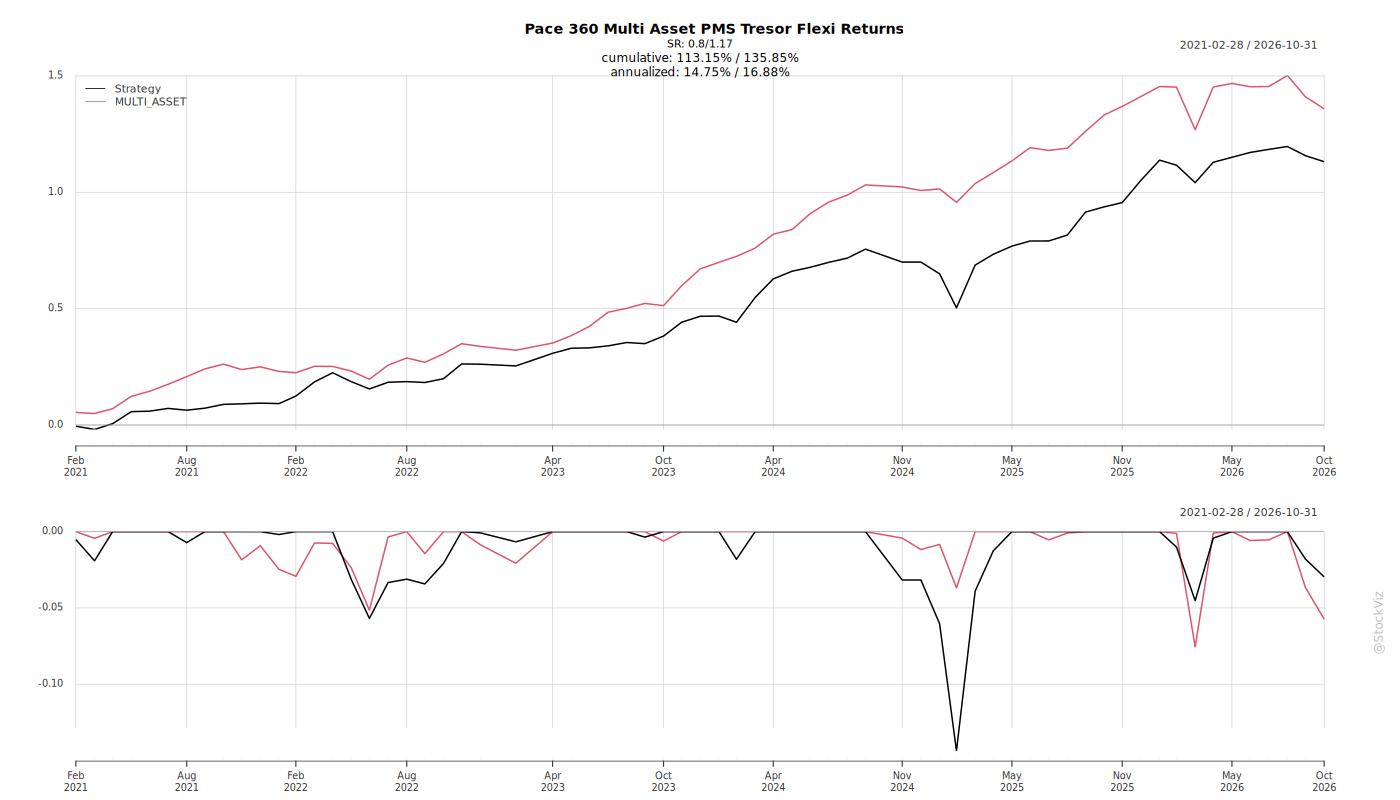 Pace 360 Multi Asset PMS Tresor Flexi Returns
SR: 0.8/1.17
cumulative: 113.15% / 135.85%
annualized: 14.75% / 16.88%
2021-02-28 / 2026-10-31
Strategy
MULTI_ASSET
1.5
1.0
0.5
0.0
Feb Aug Feb Aug Apr Oct Apr Nov May Nov May Oct
2021 2021 2022 2022 2023 2023 2024 2024 2025 2025 2026 2026
2021-02-28 / 2026-10-31
0.00
-0.05
-0.10
Feb Aug Feb Aug Apr Oct Apr Nov May Nov May Oct
2021 2021 2022 2022 2023 2023 2024 2024 2025 2025 2026 2026
@StockViz